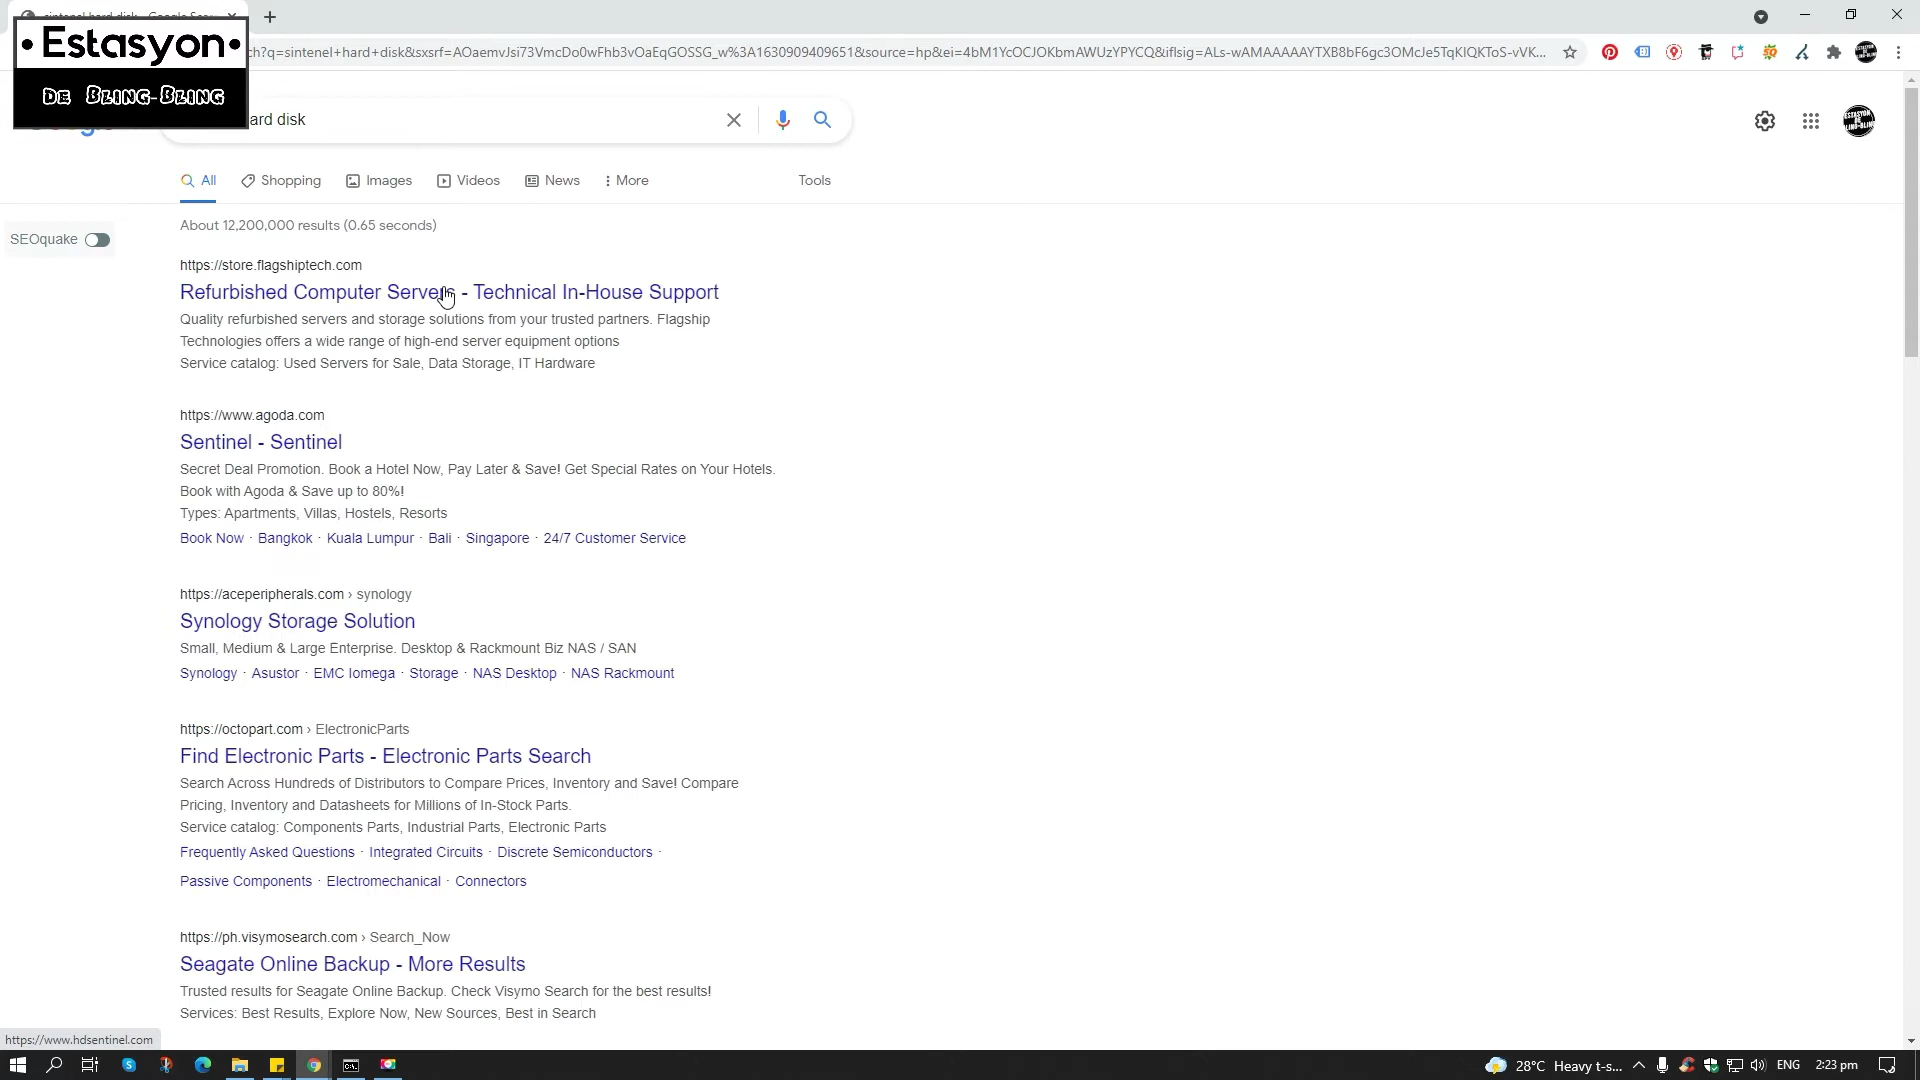 sintenel hard disk - Google Sear
• Estasyon •
De Bling-Bling
ch?q=sintenel+hard+disk&sxsrf=AOaemvJsi73VmcDo0wFhb3vOaEqGOSSG_w%3A1630909409651&source=hp&ei=4bM1YcOCJOKbmAWUzYPYCQ&iflsig=ALs-wAMAAAAAYTXB8bF6gc3OMcJe5TqKIQKToS-vVK...
ard disk
All
Shopping
Images
Videos
News
More
Tools
About 12,200,000 results (0.65 seconds)
SEOquake
https://store.flagshiptech.com
Refurbished Computer Servers - Technical In-House Support
Quality refurbished servers and storage solutions from your trusted partners. Flagship
Technologies offers a wide range of high-end server equipment options
Service catalog: Used Servers for Sale, Data Storage, IT Hardware
https://www.agoda.com
Sentinel - Sentinel
Secret Deal Promotion. Book a Hotel Now, Pay Later & Save! Get Special Rates on Your Hotels.
Book with Agoda & Save up to 80%!
Types: Apartments, Villas, Hostels, Resorts
Book Now · Bangkok · Kuala Lumpur · Bali · Singapore · 24/7 Customer Service
https://aceperipherals.com › synology
Synology Storage Solution
Small, Medium & Large Enterprise. Desktop & Rackmount Biz NAS / SAN
Synology · Asustor · EMC Iomega · Storage · NAS Desktop · NAS Rackmount
https://octopart.com › ElectronicParts
Find Electronic Parts - Electronic Parts Search
Search Across Hundreds of Distributors to Compare Prices, Inventory and Save! Compare
Pricing, Inventory and Datasheets for Millions of In-Stock Parts.
Service catalog: Components Parts, Industrial Parts, Electronic Parts
Frequently Asked Questions · Integrated Circuits · Discrete Semiconductors ·
Passive Components · Electromechanical · Connectors
https://ph.visymosearch.com › Search_Now
Seagate Online Backup - More Results
Trusted results for Seagate Online Backup. Check Visymo Search for the best results!
Services: Best Results, Explore Now, New Sources, Best in Search
https://www.hdsentinel.com
28°C Heavy t-s...
ENG
2:23 pm